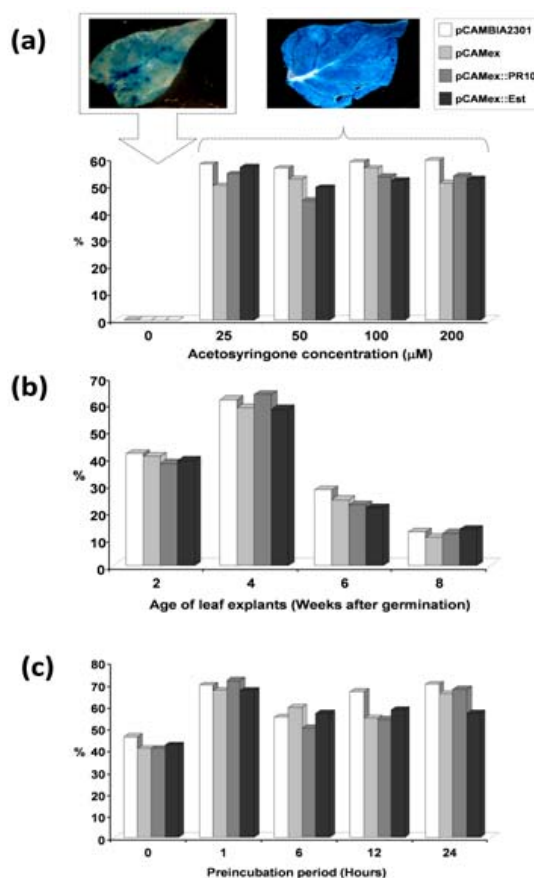 (a)
pCAMBIA2301
pCAMex
pCAMex::PR10
pCAMex::Est
60
50
40
%
30
20
10
0
0 25 50 100 200
Acetosyringone concentration (µM)
(b)
70
60
50
40
%
30
20
10
0
2 4 6 8
Age of leaf explants (Weeks after germination)
(c)
80
70
60
50
%
40
30
20
10
0
0 1 6 12 24
Preincubation period (Hours)